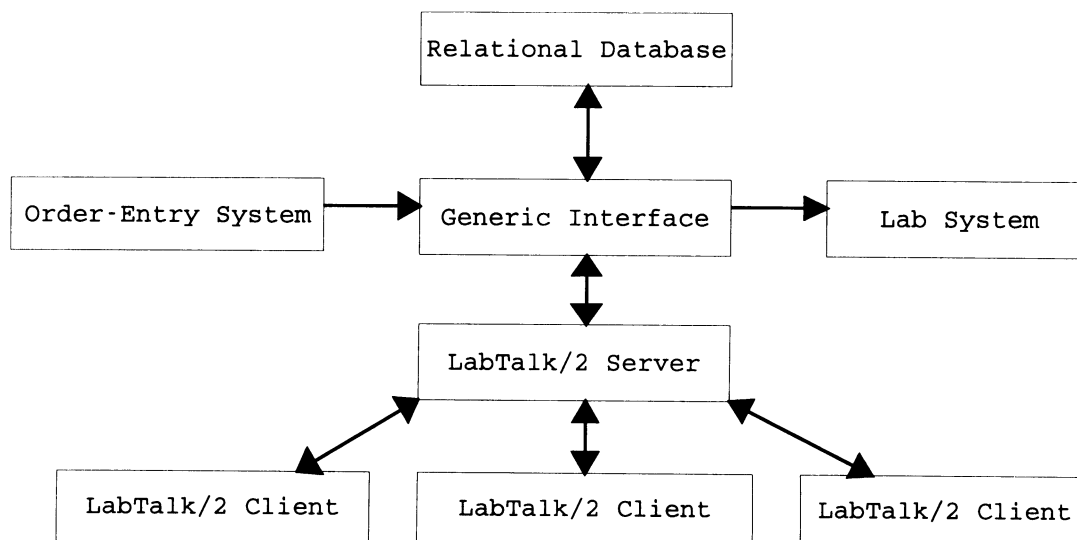 Relational Database
Order-Entry System
Generic Interface
Lab System
LabTalk/2 Server
LabTalk/2 Client
LabTalk/2 Client
LabTalk/2 Client